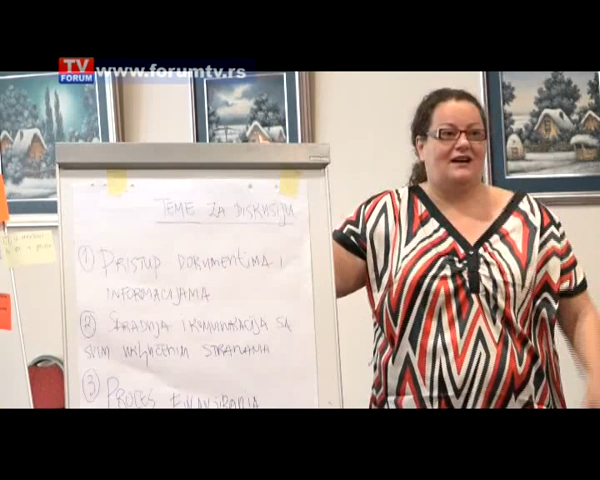 TV
FORUM
www.forumtv.rs
TEME ZA DISKUSIJU
① PRISTUP DOKUMENTIMA I
INFORMACIJAMA
② SARADNJA I KOMUNIKACIJA SA
SVIM UKLJUČENIM STRANAMA
③ PROCES FINANSIRANJA